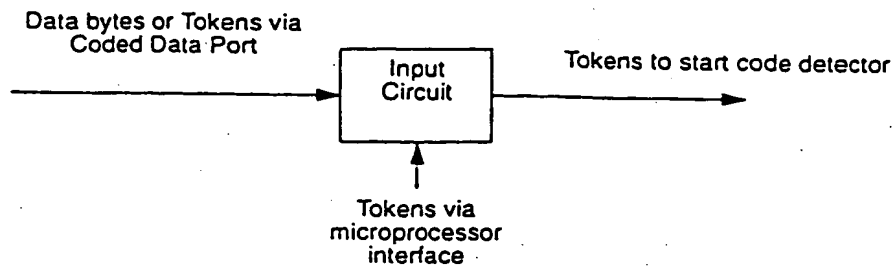 Data bytes or Tokens via
Coded Data Port
Input
Circuit
Tokens to start code detector
Tokens via
microprocessor
interface